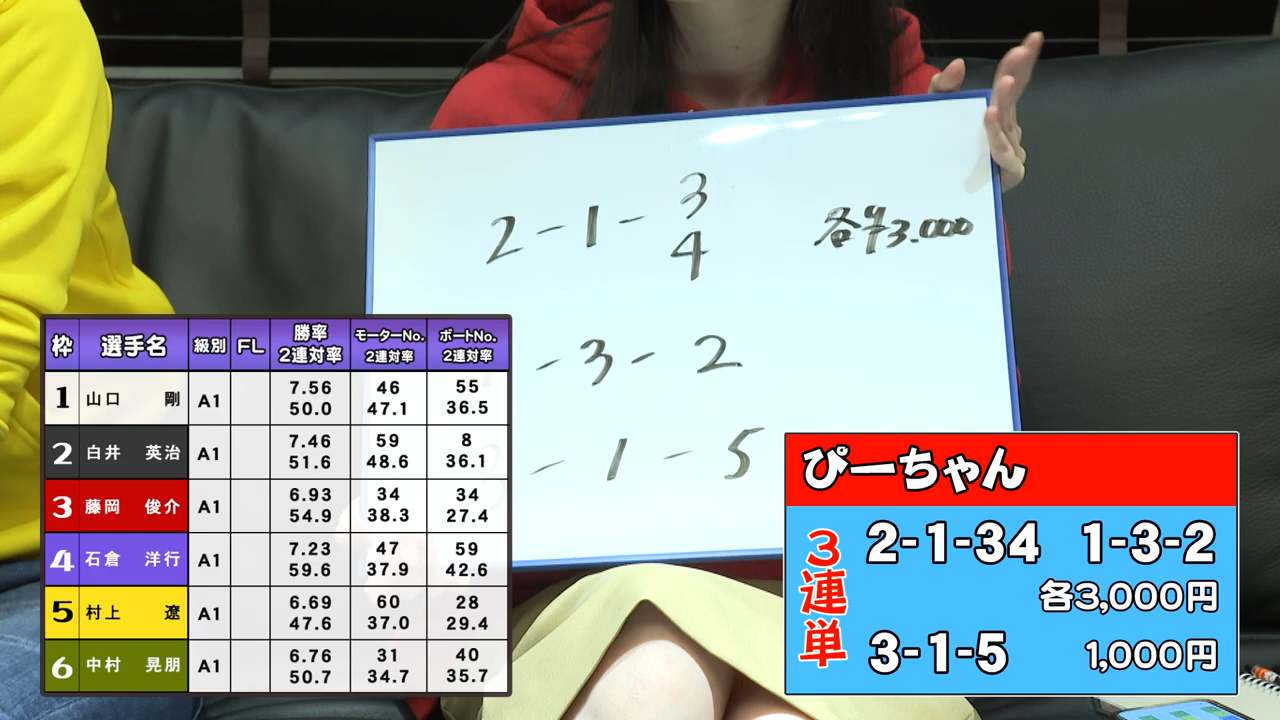 2-1-3
4
各¥3.000
-3-2
-1-5
枠 選手名 級別 FL 勝率 2連対率 モーターNo. 2連対率 ボートNo. 2連対率
1 山口 剛 A1 7.56 50.0 46 47.1 55 36.5
2 白井 英治 A1 7.46 51.6 59 48.6 8 36.1
3 藤岡 俊介 A1 6.93 54.9 34 38.3 34 27.4
4 石倉 洋行 A1 7.23 59.6 47 37.9 59 42.6
5 村上 遼 A1 6.69 47.6 60 37.0 28 29.4
6 中村 晃朋 A1 6.76 50.7 31 34.7 40 35.7
ぴーちゃん
3連単
2-1-34 1-3-2
各3,000円
3-1-5 1,000円